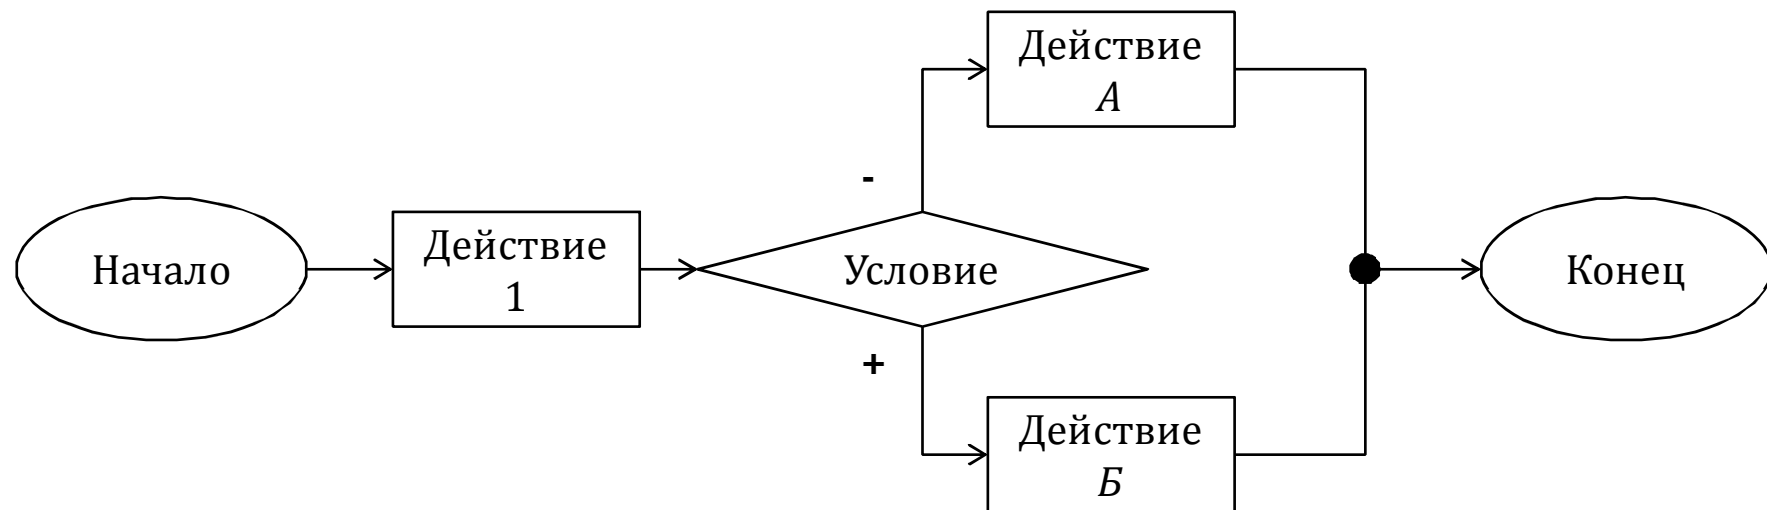 Действие
А
-
Начало
Действие
1
Условие
Конец
+
Действие
Б